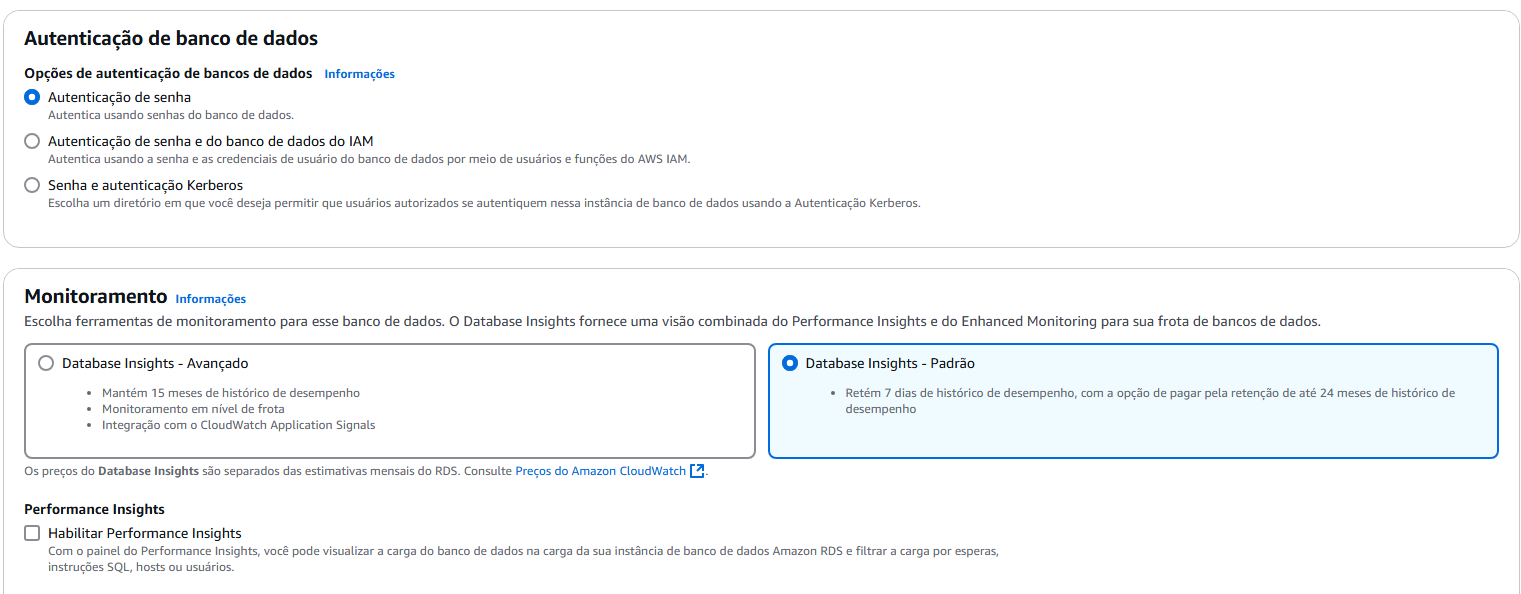 Autenticação de banco de dados
Opções de autenticação de bancos de dados Informações
Autenticação de senha
Autentica usando senhas do banco de dados.
Autenticação de senha e do banco de dados do IAM
Autentica usando a senha e as credenciais de usuário do banco de dados por meio de usuários e funções do AWS IAM.
Senha e autenticação Kerberos
Escolha um diretório em que você deseja permitir que usuários autorizados se autentiquem nessa instância de banco de dados usando a Autenticação Kerberos.
Monitoramento Informações
Escolha ferramentas de monitoramento para esse banco de dados. O Database Insights fornece uma visão combinada do Performance Insights e do Enhanced Monitoring para sua frota de bancos de dados.
Database Insights - Avançado
• Mantém 15 meses de histórico de desempenho
• Monitoramento em nível de frota
• Integração com o CloudWatch Application Signals
Database Insights - Padrão
• Retém 7 dias de histórico de desempenho, com a opção de pagar pela retenção de até 24 meses de histórico de
desempenho
Os preços do Database Insights são separados das estimativas mensais do RDS. Consulte Preços do Amazon CloudWatch.
Performance Insights
Habilitar Performance Insights
Com o painel do Performance Insights, você pode visualizar a carga do banco de dados na carga da sua instância de banco de dados Amazon RDS e filtrar a carga por esperas,
instruções SQL, hosts ou usuários.